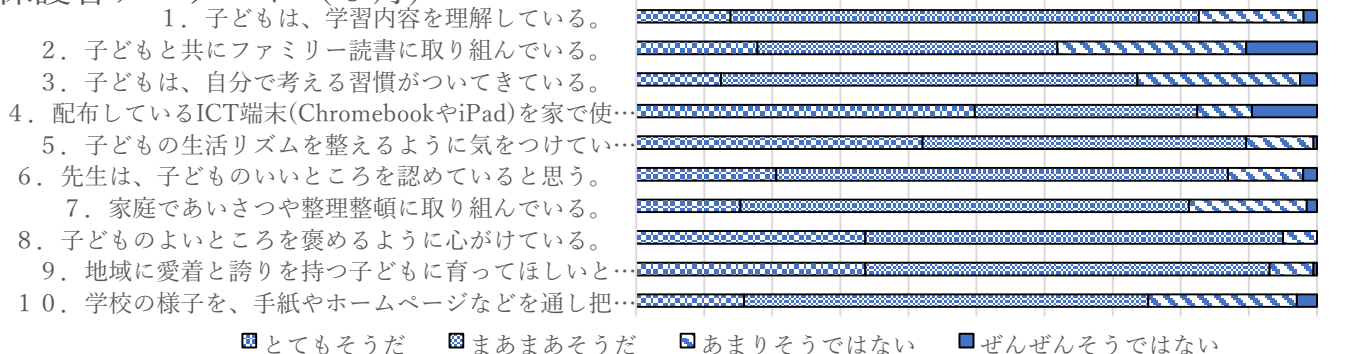 １．子どもは、学習内容を理解している。
２．子どもと共にファミリー読書に取り組んでいる。
３．子どもは、自分で考える習慣がついてきている。
４．配布しているICT端末(ChromebookやiPad)を家で使…
５．子どもの生活リズムを整えるように気をつけてい…
６．先生は、子どものいいところを認めていると思う。
７．家庭であいさつや整理整頓に取り組んでいる。
８．子どものよいところを褒めるように心がけている。
９．地域に愛着と誇りを持つ子どもに育ってほしいと…
１０．学校の様子を、手紙やホームページなどを通し把…
とてもそうだ まあまあそうだ あまりそうではない ぜんぜんそうではない